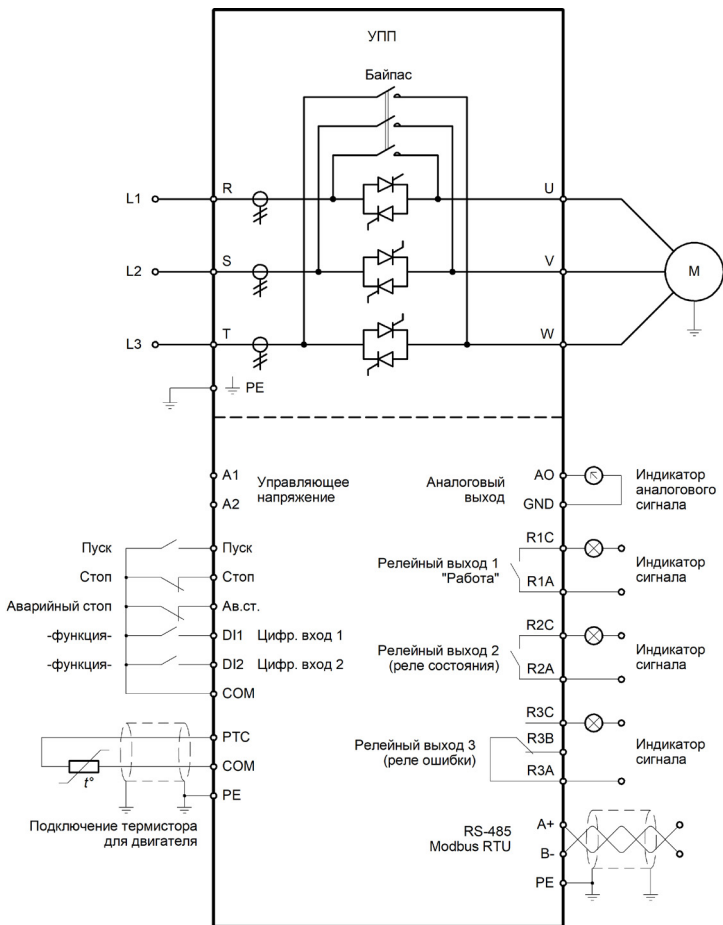 УПП
Байпас
L1
R
U
L2
S
V
M
L3
T
W
PE
A1
A2
Управляющее
напряжение
Аналоговый
выход
AO
GND
Индикатор
аналогового
сигнала
Пуск
Пуск
Стоп
Стоп
Аварийный стоп
Ав.ст.
-функция-
DI1 Цифр. вход 1
-функция-
DI2 Цифр. вход 2
COM
Релейный выход 1
"Работа"
R1C
R1A
Индикатор
сигнала
Релейный выход 2
(реле состояния)
R2C
R2A
Индикатор
сигнала
Релейный выход 3
(реле ошибки)
R3C
R3B
R3A
Индикатор
сигнала
PTC
COM
t°
PE
Подключение термистора
для двигателя
RS-485
Modbus RTU
A+
B-
PE